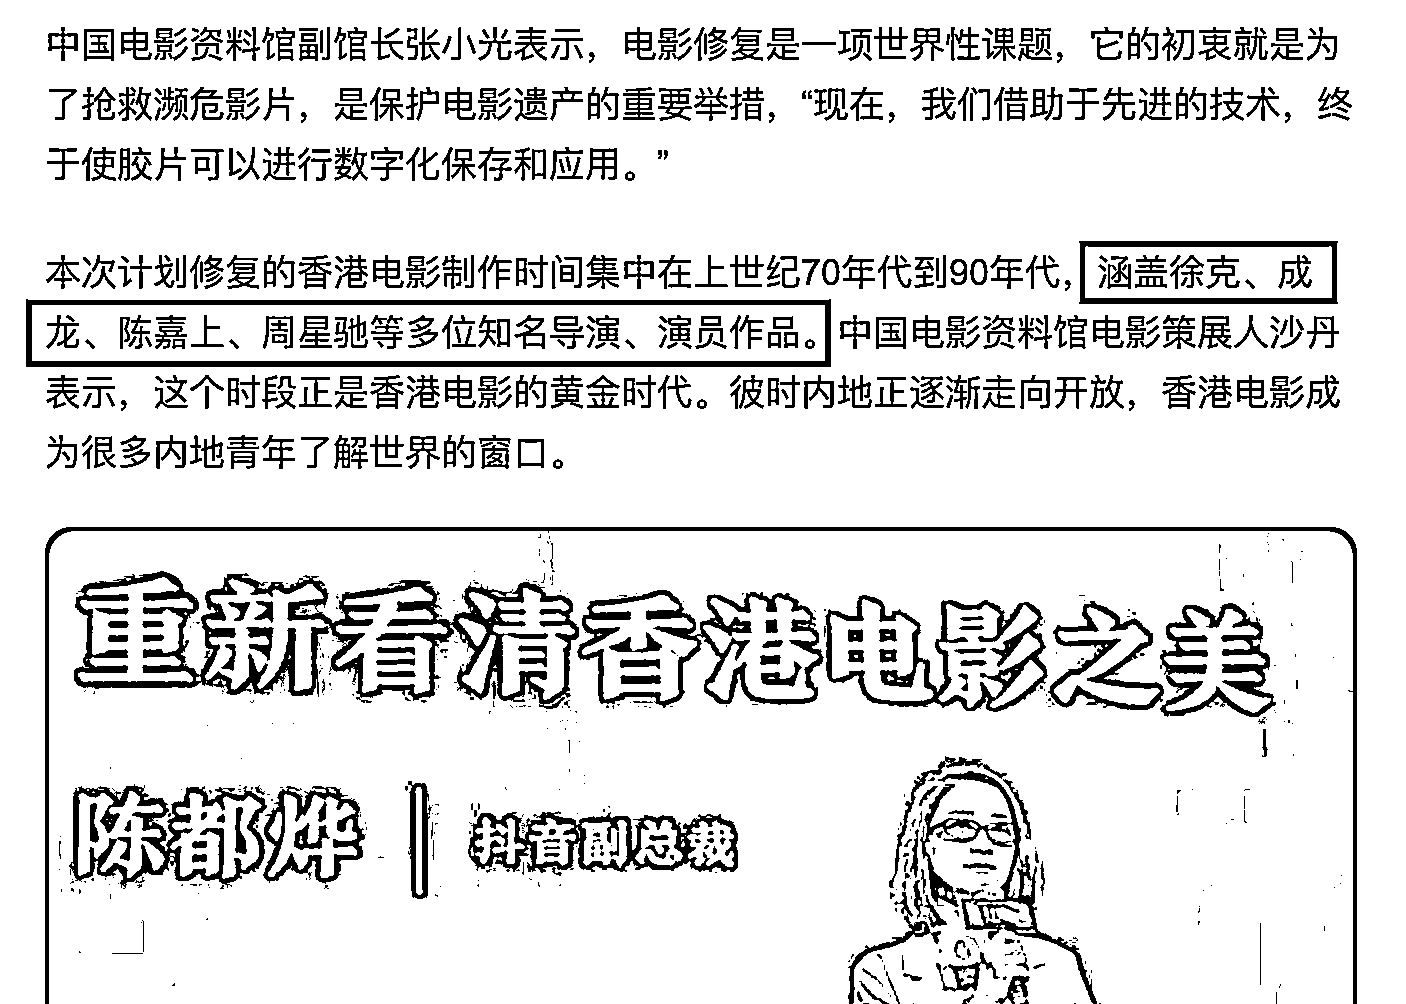 中国电影资料馆副馆长张小光表示，电影修复是一项世界性课题，它的初衷就是为
了抢救濒危影片，是保护电影遗产的重要举措，“现在，我们借助于先进的技术，终
于使胶片可以进行数字化保存和应用。”
本次计划修复的香港电影制作时间集中在上世纪70年代到90年代，涵盖徐克、成
龙、陈嘉上、周星驰等多位知名导演、演员作品。中国电影资料馆电影策展人沙丹
表示，这个时段正是香港电影的黄金时代。彼时内地正逐渐走向开放，香港电影成
为很多内地青年了解世界的窗口。
重新看清香港电影之美
陈都烨 | 抖音副总裁